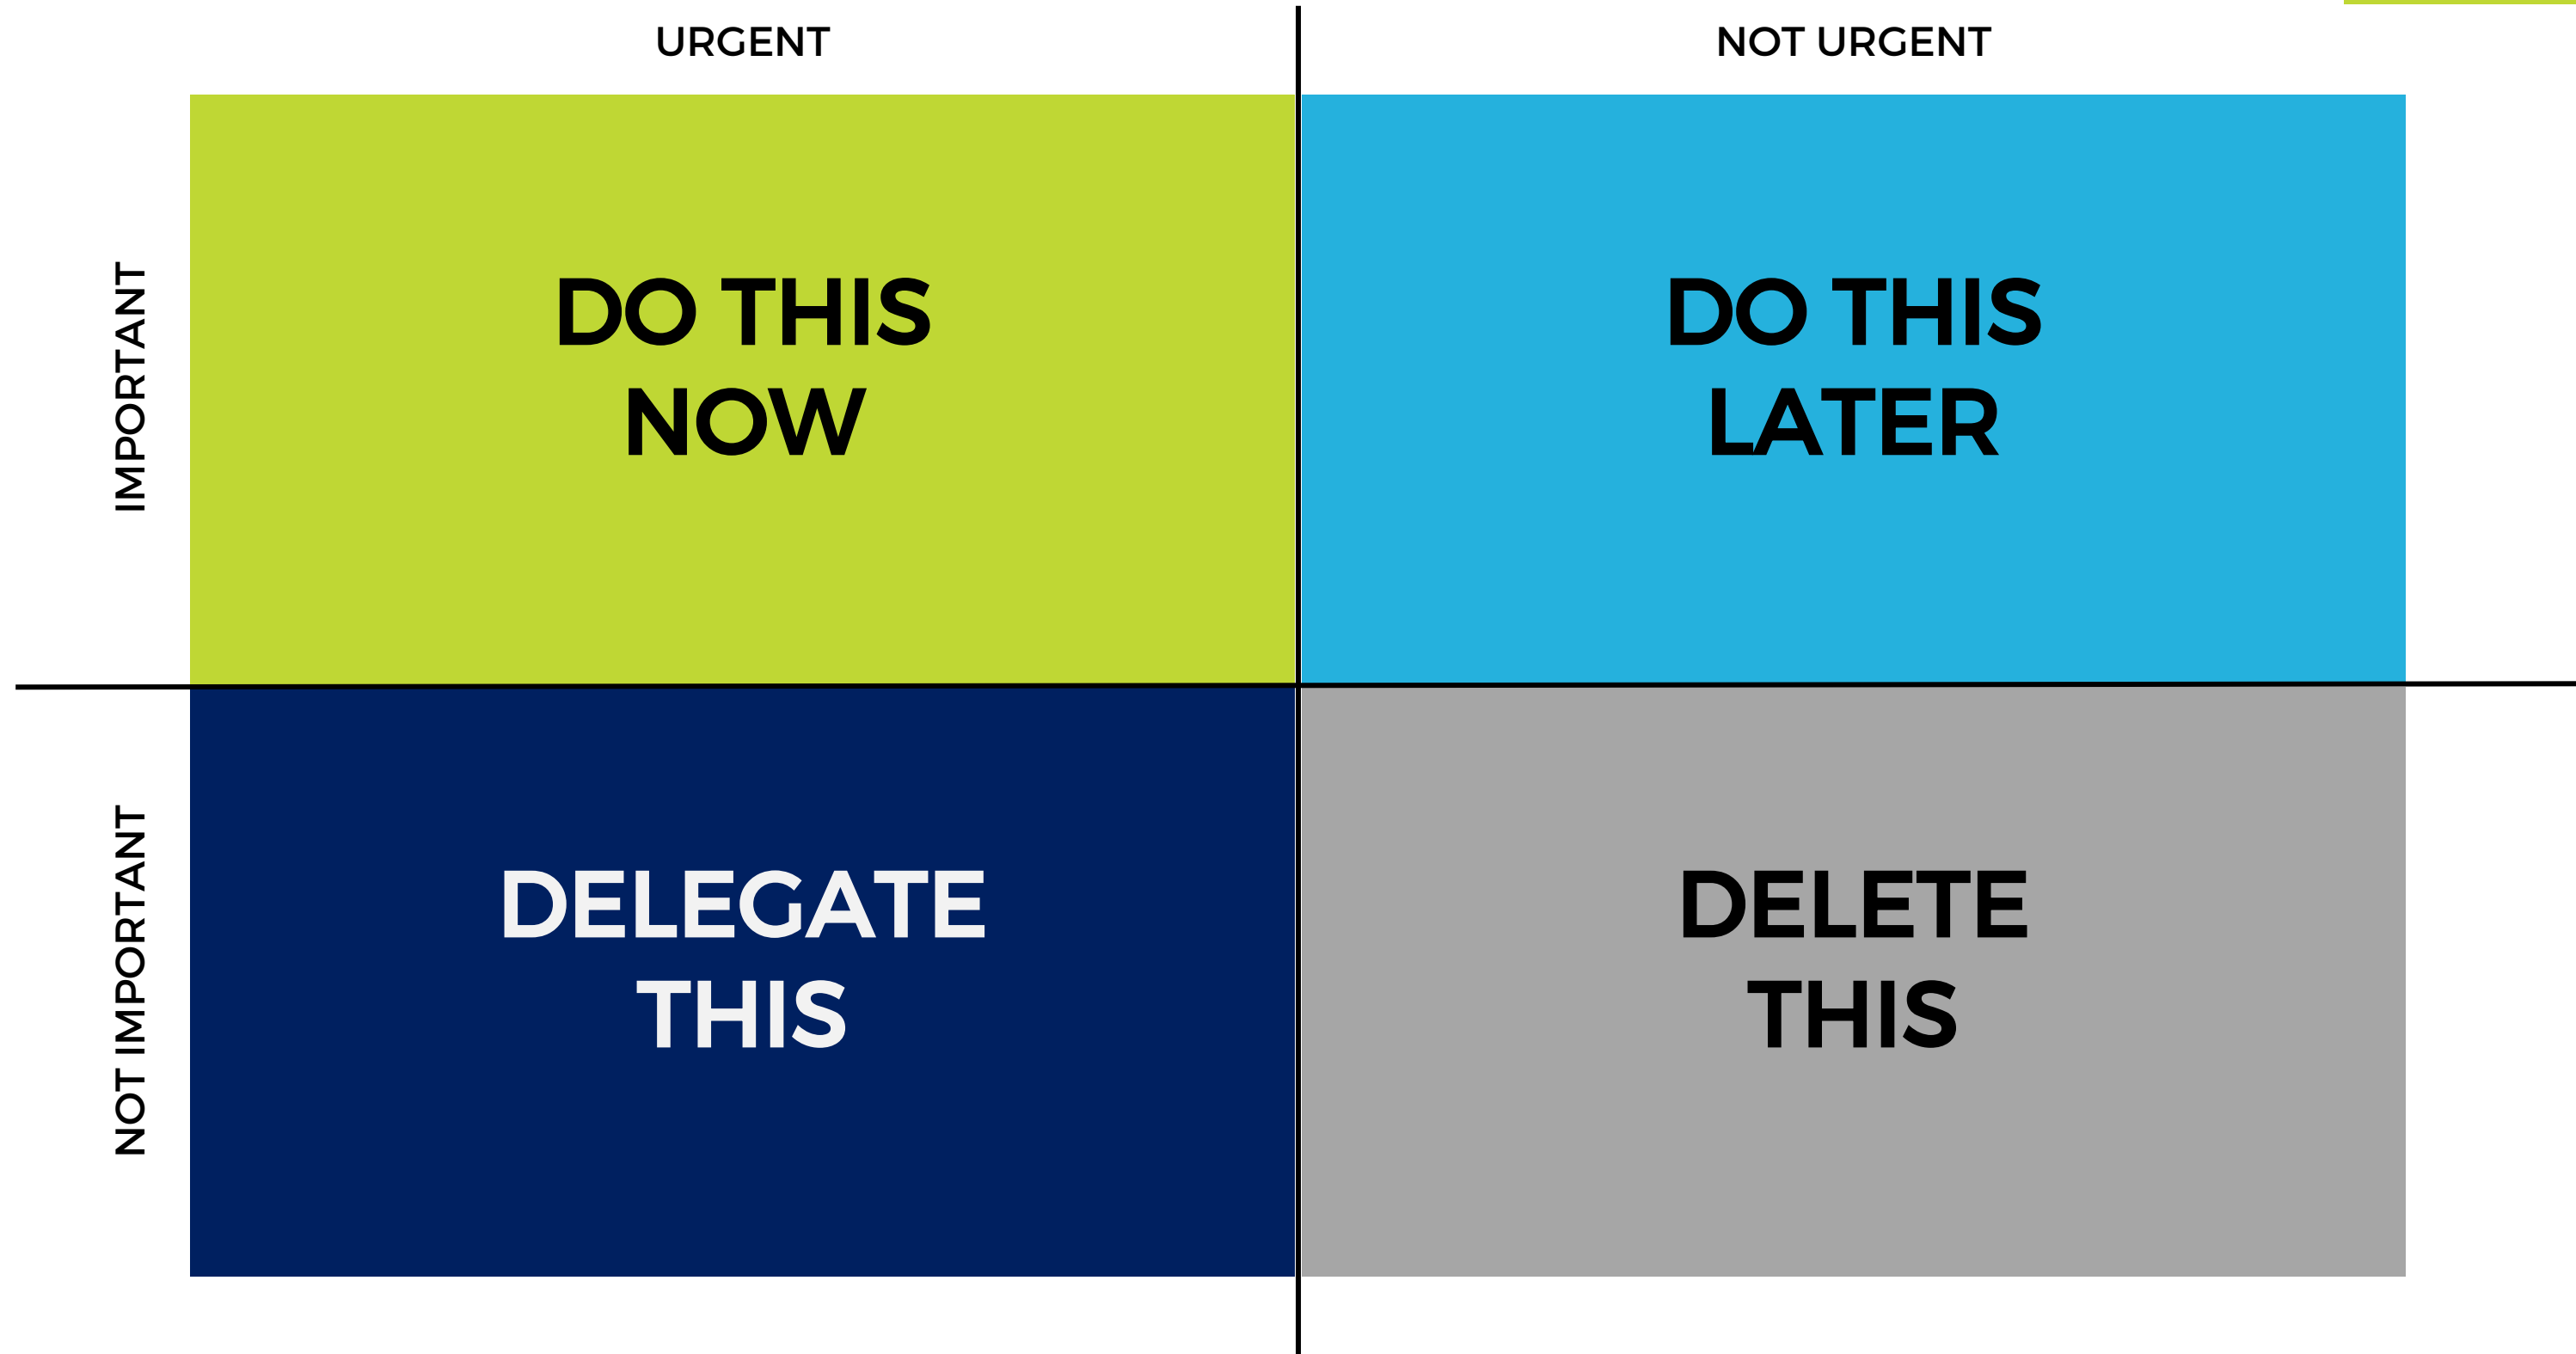 URGENT
NOT URGENT
IMPORTANT
DO THIS
NOW
DO THIS
LATER
NOT IMPORTANT
DELEGATE
THIS
DELETE
THIS